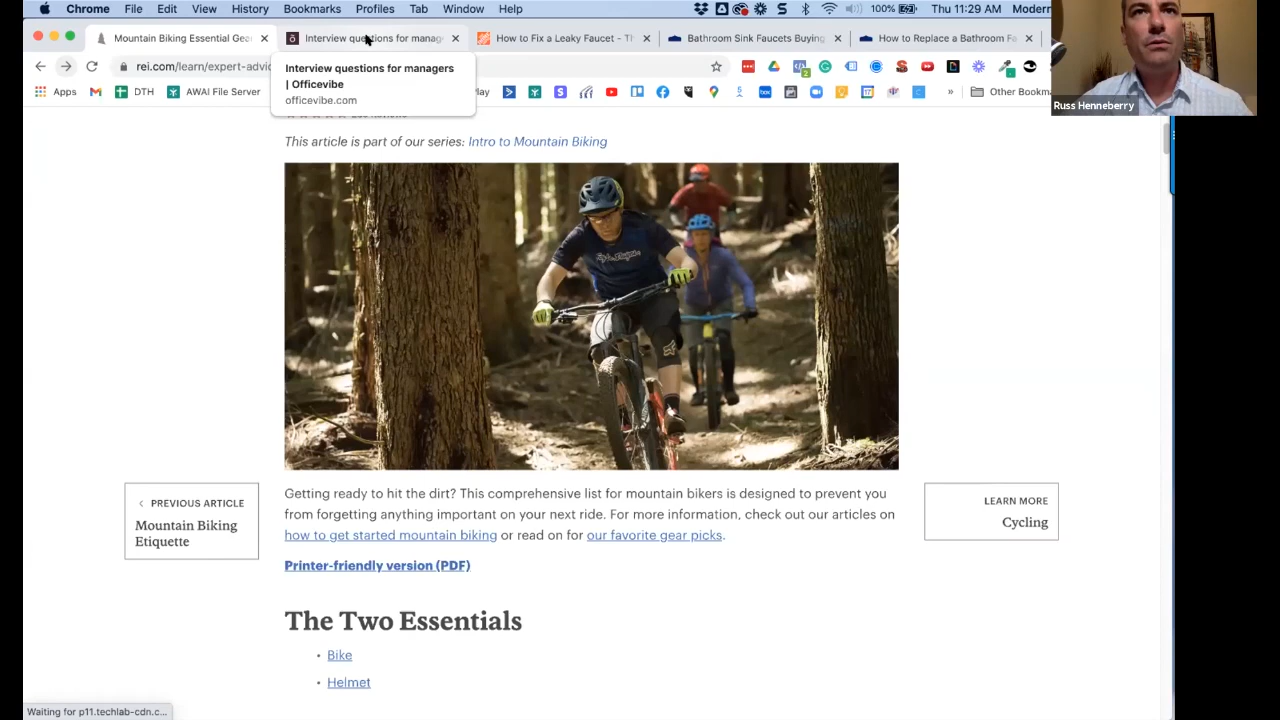 Chrome File Edit View History Bookmarks Profiles Tab Window Help 100% Thu 11:29 AM Modern
Mountain Biking Essential Gea Interview questions for manag How to Fix a Leaky Faucet - Th Bathroom Sink Faucets Buying How to Replace a Bathroom Fa
rei.com/learn/expert-advic
Interview questions for managers
| Officevibe
officevibe.com
Apps DTH AWAI File Server Play » Other Bookma
Russ Henneberry
This article is part of our series: Intro to Mountain Biking
PREVIOUS ARTICLE
Mountain Biking
Etiquette
LEARN MORE
Cycling
Getting ready to hit the dirt? This comprehensive list for mountain bikers is designed to prevent you
from forgetting anything important on your next ride. For more information, check out our articles on
how to get started mountain biking or read on for our favorite gear picks.
Printer-friendly version (PDF)
The Two Essentials
• Bike
• Helmet
Waiting for p11.techlab-cdn.c...